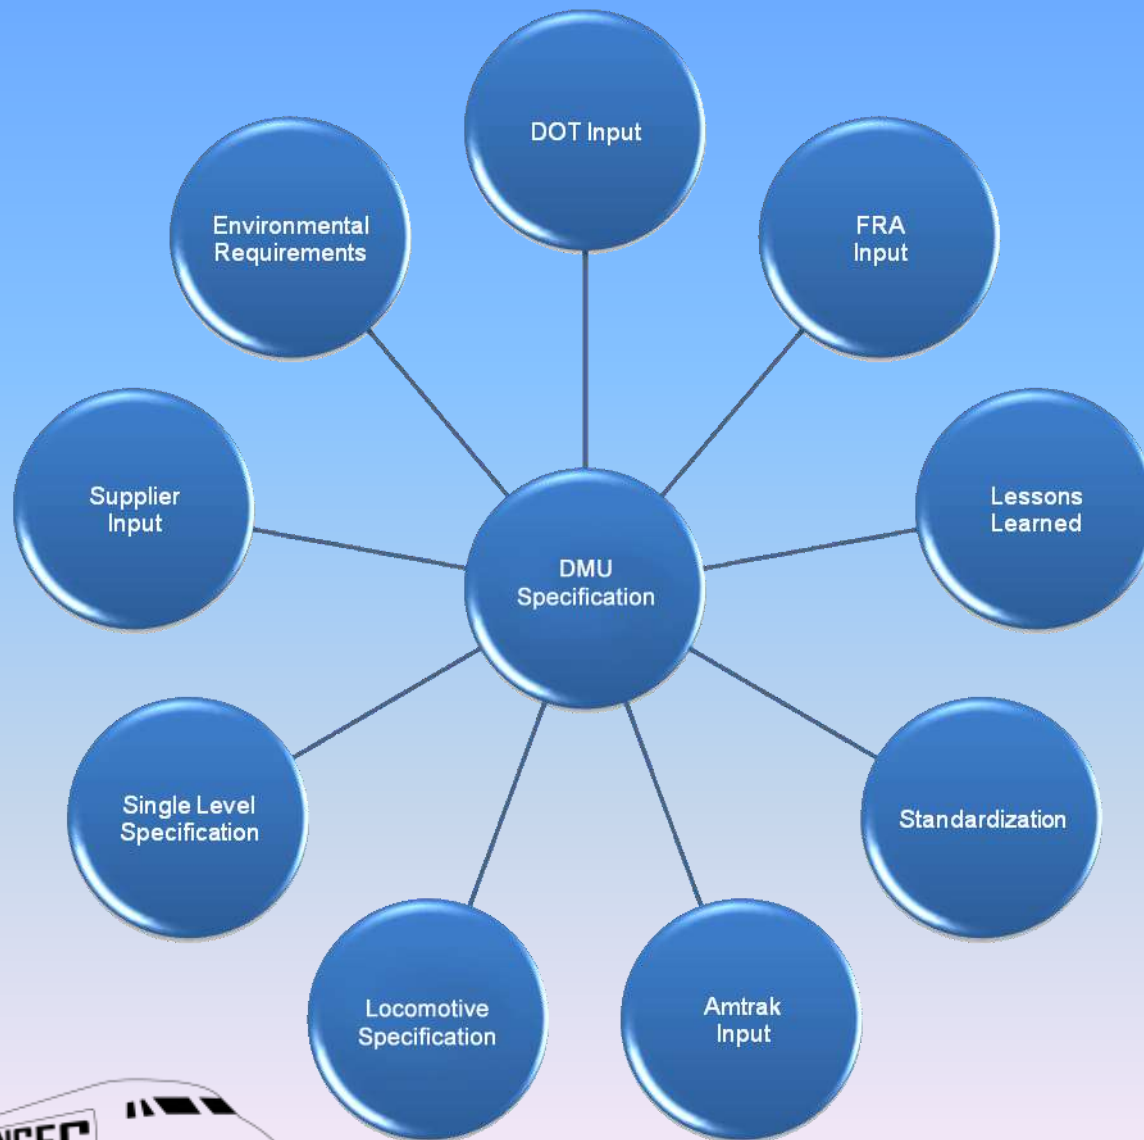 DOT Input
Environmental
Requirements
FRA
Input
Supplier
Input
Lessons
Learned
DMU
Specification
Single Level
Specification
Standardization
Locomotive
Specification
Amtrak
Input